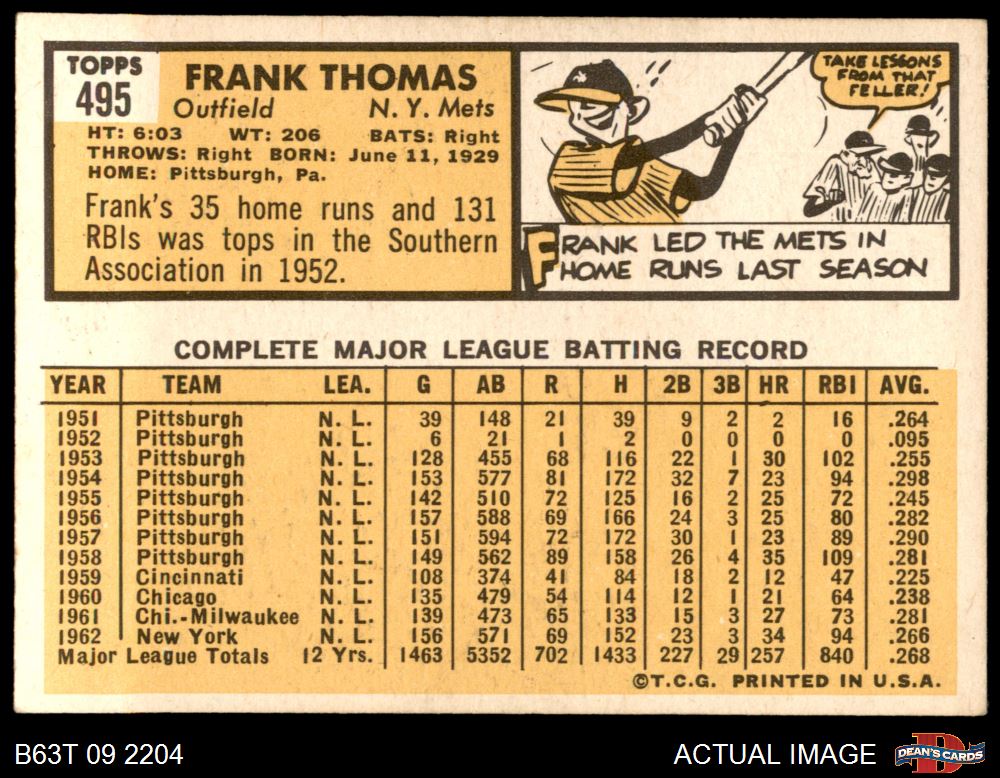 TOPPS
495
FRANK THOMAS
Outfield N. Y. Mets
HT: 6:03 WT: 206 BATS: Right
THROWS: Right BORN: June 11, 1929
HOME: Pittsburgh, Pa.
Frank's 35 home runs and 131
RBIs was tops in the Southern
Association in 1952.
TAKE LESSONS
FROM THAT
FELLER!
FRANK LED THE METS IN
HOME RUNS LAST SEASON
COMPLETE MAJOR LEAGUE BATTING RECORD
YEAR TEAM LEA. G AB R H 2B 3B HR RBI AVG.
1951 Pittsburgh N. L. 39 148 21 39 9 2 2 16 .264
1952 Pittsburgh N. L. 6 21 1 2 0 0 0 0 .095
1953 Pittsburgh N. L. 128 455 68 116 22 1 30 102 .255
1954 Pittsburgh N. L. 153 577 81 172 32 7 23 94 .298
1955 Pittsburgh N. L. 142 510 72 125 16 2 25 72 .245
1956 Pittsburgh N. L. 157 588 69 166 24 3 25 80 .282
1957 Pittsburgh N. L. 151 594 72 172 30 1 23 89 .290
1958 Pittsburgh N. L. 149 562 89 158 26 4 35 109 .281
1959 Cincinnati N. L. 108 374 41 84 18 2 12 47 .225
1960 Chicago N. L. 135 479 54 114 12 1 21 64 .238
1961 Chi.-Milwaukee N. L. 139 473 65 133 15 3 27 73 .281
1962 New York N. L. 156 571 69 152 23 3 34 94 .266
Major League Totals 12 Yrs. 1463 5352 702 1433 227 29 257 840 .268
©T.C.G. PRINTED IN U.S.A.
B63T 09 2204 ACTUAL IMAGE
DEAN'S CARDS